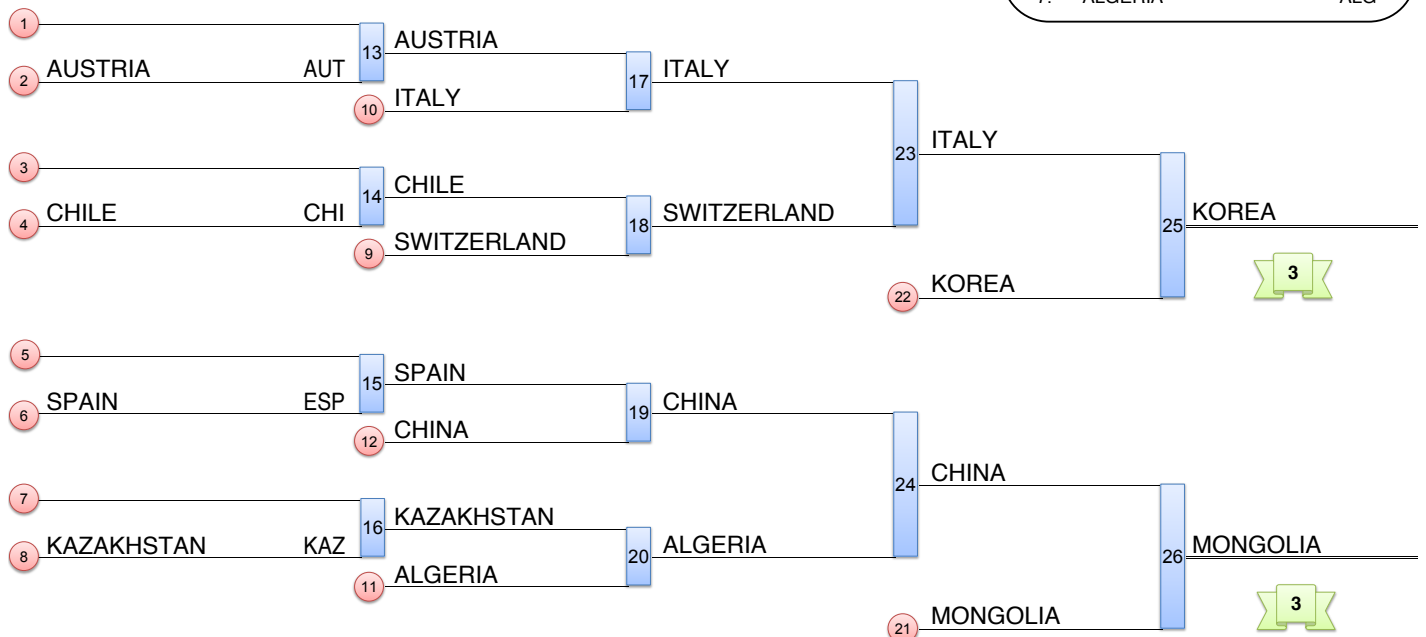 7. ALGERIA ALG
1
13 AUSTRIA
2 AUSTRIA AUT
17 ITALY
10 ITALY
23 ITALY
3
14 CHILE
4 CHILE CHI
18 SWITZERLAND
9 SWITZERLAND
25 KOREA
3
22 KOREA
5
15 SPAIN
6 SPAIN ESP
19 CHINA
12 CHINA
24 CHINA
7
16 KAZAKHSTAN
8 KAZAKHSTAN KAZ
20 ALGERIA
11 ALGERIA
26 MONGOLIA
3
21 MONGOLIA